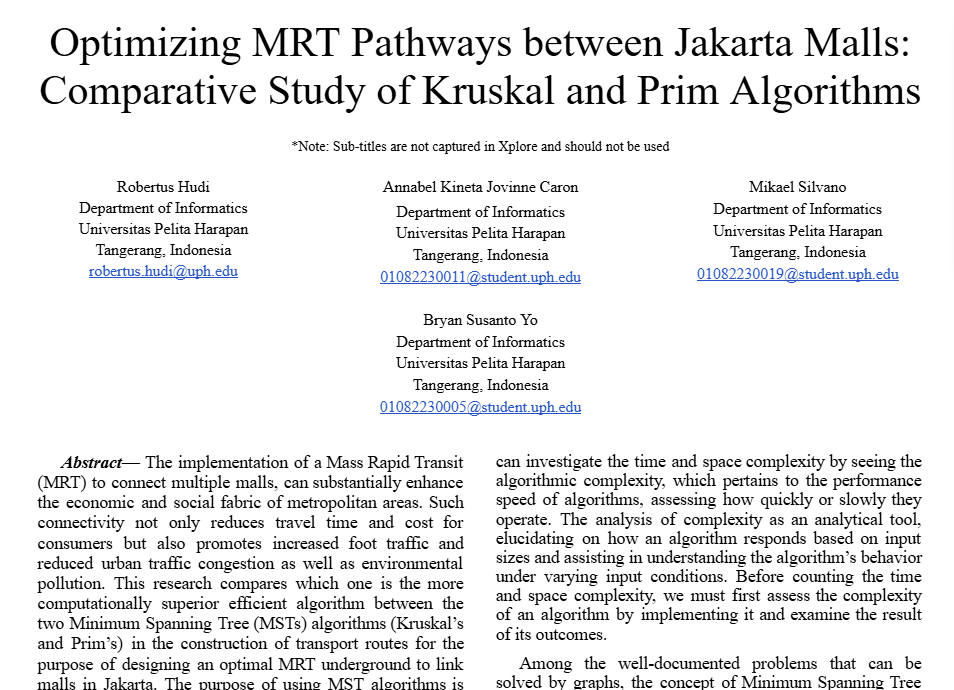 Optimizing MRT Pathways between Jakarta Malls:
Comparative Study of Kruskal and Prim Algorithms
*Note: Sub-titles are not captured in Xplore and should not be used
Robertus Hudi
Department of Informatics
Universitas Pelita Harapan
Tangerang, Indonesia
robertus.hudi@uph.edu
Annabel Kineta Jovinne Caron
Department of Informatics
Universitas Pelita Harapan
Tangerang, Indonesia
01082230011@student.uph.edu
Mikael Silvano
Department of Informatics
Universitas Pelita Harapan
Tangerang, Indonesia
01082230019@student.uph.edu
Bryan Susanto Yo
Department of Informatics
Universitas Pelita Harapan
Tangerang, Indonesia
01082230005@student.uph.edu
Abstract— The implementation of a Mass Rapid Transit
(MRT) to connect multiple malls, can substantially enhance
the economic and social fabric of metropolitan areas. Such
connectivity not only reduces travel time and cost for
consumers but also promotes increased foot traffic and
reduced urban traffic congestion as well as environmental
pollution. This research compares which one is the more
computationally superior efficient algorithm between the
two Minimum Spanning Tree (MSTs) algorithms (Kruskal's
and Prim's) in the construction of transport routes for the
purpose of designing an optimal MRT underground to link
malls in Jakarta. The purpose of using MST algorithms is
can investigate the time and space complexity by seeing the
algorithmic complexity, which pertains to the performance
speed of algorithms, assessing how quickly or slowly they
operate. The analysis of complexity as an analytical tool,
elucidating on how an algorithm responds based on input
sizes and assisting in understanding the algorithm's behavior
under varying input conditions. Before counting the time
and space complexity, we must first assess the complexity
of an algorithm by implementing it and examine the result
of its outcomes.
Among the well-documented problems that can be
solved by graphs, the concept of Minimum Spanning Tree